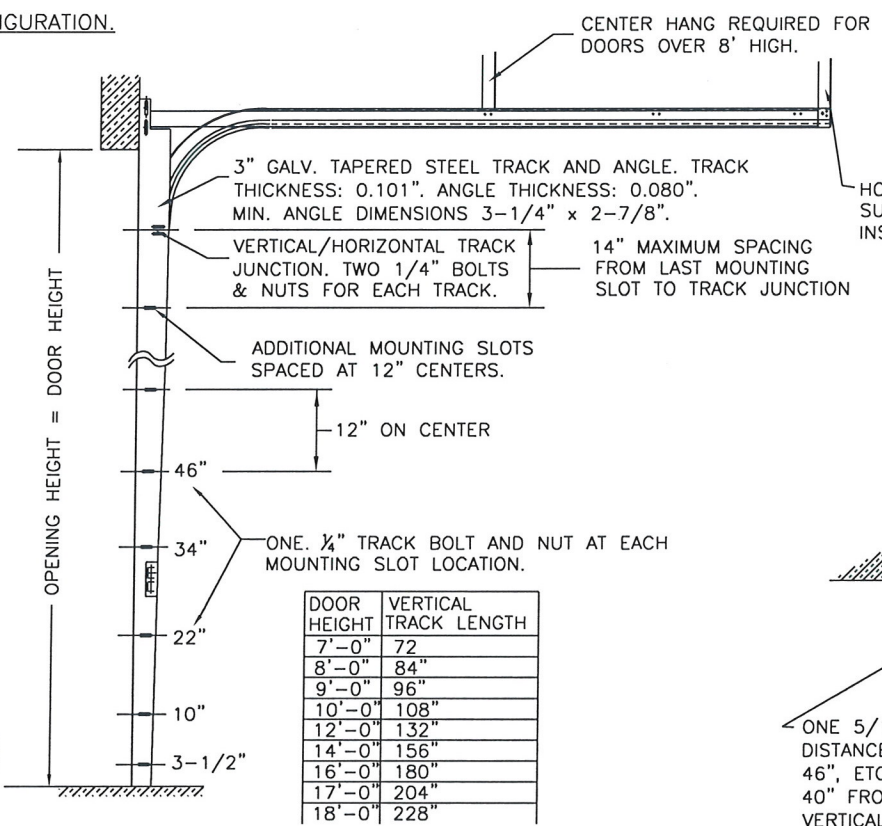 IGURATION.
CENTER HANG REQUIRED FOR
DOORS OVER 8' HIGH.
3" GALV. TAPERED STEEL TRACK AND ANGLE. TRACK
THICKNESS: 0.101". ANGLE THICKNESS: 0.080".
MIN. ANGLE DIMENSIONS 3-1/4" x 2-7/8".
HO
SU
INS
VERTICAL/HORIZONTAL TRACK
JUNCTION. TWO 1/4" BOLTS
& NUTS FOR EACH TRACK.
14" MAXIMUM SPACING
FROM LAST MOUNTING
SLOT TO TRACK JUNCTION
ADDITIONAL MOUNTING SLOTS
SPACED AT 12" CENTERS.
OPENING HEIGHT = DOOR HEIGHT
12" ON CENTER
46"
34"
ONE. ¼" TRACK BOLT AND NUT AT EACH
MOUNTING SLOT LOCATION.
22"
10"
3-1/2"
DOOR HEIGHT VERTICAL TRACK LENGTH
7'-0" 72
8'-0" 84"
9'-0" 96"
10'-0" 108"
12'-0" 132"
14'-0" 156"
16'-0" 180"
17'-0" 204"
18'-0" 228"
ONE 5/
DISTANCE
46", ETC
40" FRO
VERTICAL